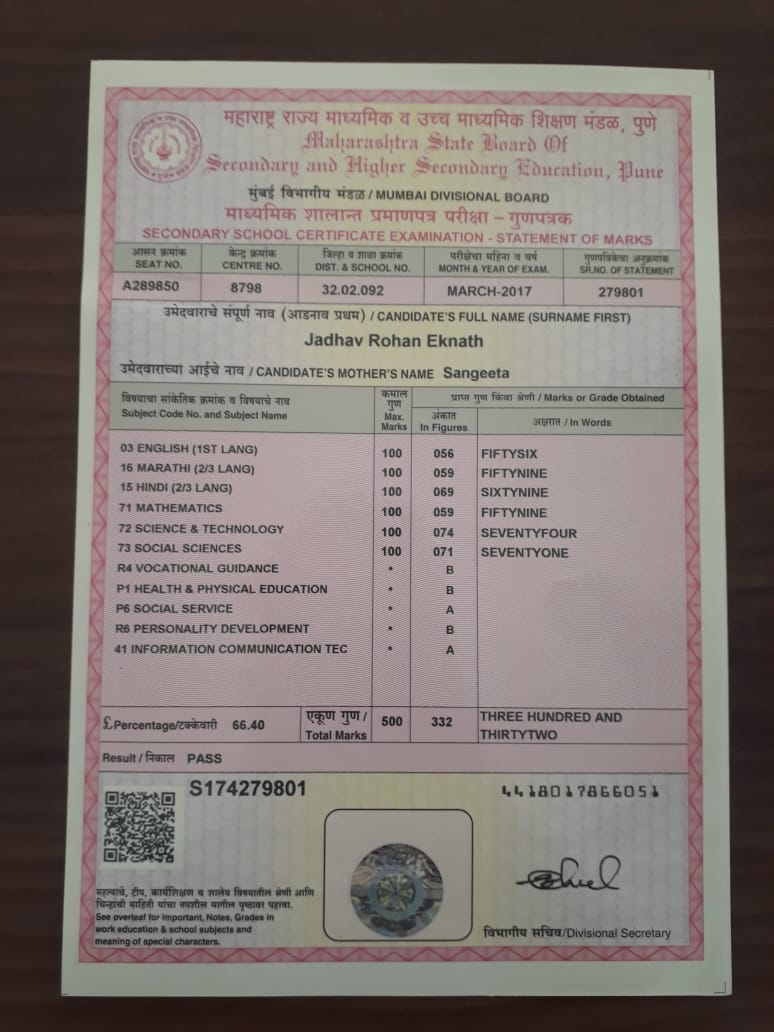 महाराष्ट्र राज्य माध्यमिक व उच्च माध्यमिक शिक्षण मंडळ, पुणे
Maharashtra State Board Of
Secondary and Higher Secondary Education, Pune
मुंबई विभागीय मंडळ / MUMBAI DIVISIONAL BOARD
माध्यमिक शालान्त प्रमाणपत्र परीक्षा – गुणपत्रक
SECONDARY SCHOOL CERTIFICATE EXAMINATION - STATEMENT OF MARKS
आसन क्रमांक केन्द्र क्रमांक जिल्हा व शाळा क्रमांक परीक्षेचा महिना व वर्ष गुणपत्रिकेचा अनुक्रमांक
SEAT NO. CENTRE NO. DIST. & SCHOOL NO. MONTH & YEAR OF EXAM. SR.NO. OF STATEMENT
A289850 8798 32.02.092 MARCH-2017 279801
उमेदवाराचे संपूर्ण नाव (आडनाव प्रथम) / CANDIDATE'S FULL NAME (SURNAME FIRST)
Jadhav Rohan Eknath
उमेदवाराच्या आईचे नाव / CANDIDATE'S MOTHER'S NAME Sangeeta
विषयाचा सांकेतिक क्रमांक व विषयाचे नाव
Subject Code No. and Subject Name
कमाल
गुण
Max.
Marks
प्राप्त गुण किंवा श्रेणी / Marks or Grade Obtained
अंकात
In Figures
अक्षरात / In Words
03 ENGLISH (1ST LANG) 100 056 FIFTYSIX
16 MARATHI (2/3 LANG) 100 059 FIFTYNINE
15 HINDI (2/3 LANG) 100 069 SIXTYNINE
71 MATHEMATICS 100 059 FIFTYNINE
72 SCIENCE & TECHNOLOGY 100 074 SEVENTYFOUR
73 SOCIAL SCIENCES 100 071 SEVENTYONE
R4 VOCATIONAL GUIDANCE * B
P1 HEALTH & PHYSICAL EDUCATION * B
P6 SOCIAL SERVICE * A
R6 PERSONALITY DEVELOPMENT * B
41 INFORMATION COMMUNICATION TEC * A
£ Percentage/टक्केवारी 66.40
एकूण गुण /
Total Marks
500 332
THREE HUNDRED AND
THIRTYTWO
Result / निकाल PASS
S174279801
4418017866051
महत्वाचे, टीप, कार्यशिक्षण व शालेय विषयातील श्रेणी आणि
चिन्हांची माहिती यांचा तपशील मागील पृष्ठावर पहावा.
See overleaf for Important, Notes, Grades in
work education & school subjects and
meaning of special characters.
विभागीय सचिव/Divisional Secretary